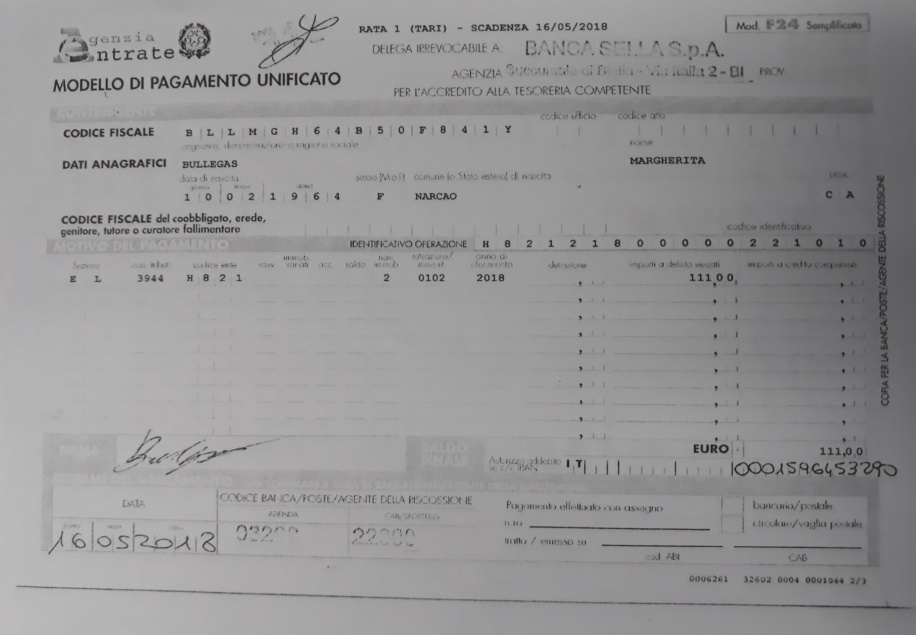 Agenzia Entrate
RATA 1 (TARI) - SCADENZA 16/05/2018
Mod. F24 Semplificato
DELEGA IRREVOCABILE A: BANCA SELLA S.p.A.
MODELLO DI PAGAMENTO UNIFICATO
AGENZIA Succursale di Biella - Via Italia 2 - BI PROV.
PER L'ACCREDITO ALLA TESORERIA COMPETENTE
CONTRIBUENTE
codice ufficio codice atto
CODICE FISCALE B L L M G H 6 4 B 5 0 F 8 4 1 Y
cognome, denominazione o ragione sociale nome
DATI ANAGRAFICI BULLEGAS MARGHERITA
data di nascita sesso (M o F) comune (o Stato estero) di nascita prov.
giorno mese anno
1 0 0 2 1 9 6 4 F NARCAO C A
CODICE FISCALE del coobbligato, erede,
genitore, tutore o curatore fallimentare codice identificativo
MOTIVO DEL PAGAMENTO IDENTIFICATIVO OPERAZIONE H 8 2 1 2 1 8 0 0 0 0 0 2 2 1 0 1 0
Sezione cod. tributo codice ente ravv. immob. variati acc. saldo num. immob. rateazione/mese rif. anno di riferimento detrazione importi a debito versati importi a credito compensati
E L 3944 H 8 2 1 2 0102 2018 111,00
EURO 111,00
FIRMA
SALDO FINALE
Autorizzo addebito su c/c IBAN I T 10001596453290
DATA
CODICE BANCA/POSTE/AGENTE DELLA RISCOSSIONE
AZIENDA CAB/SPORTELLO
giorno mese anno
16 05 2018
22300
Pagamento effettuato con assegno bancario/postale
n.ro circolare/vaglia postale
tratto / emesso su
cod. ABI CAB
COPIA PER LA BANCA/POSTE/AGENTE DELLA RISCOSSIONE
0006261 32602 0004 0001044 2/3